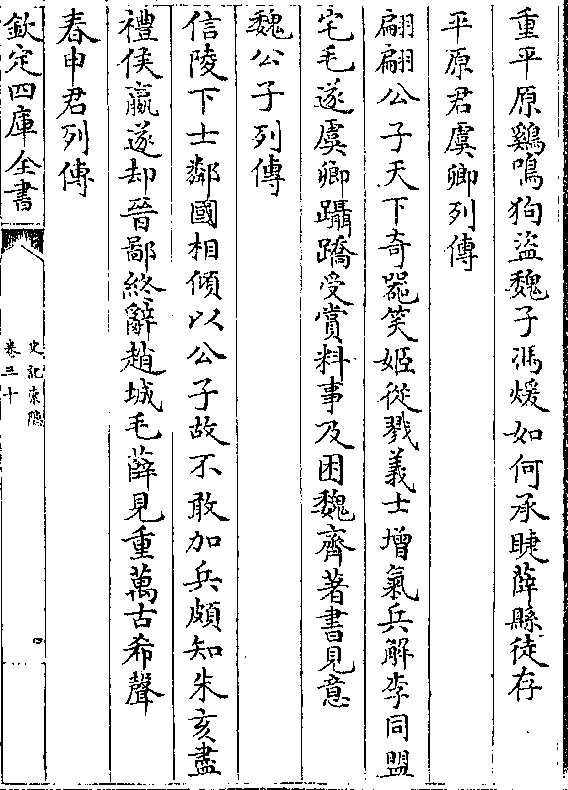 重平原鷄鳴狗盜魏子馮煖如何承睫薛縣徒存
平原君虞卿列傳
翩翩公子天下奇噐笑姬從戮義士增氣兵解李同盟
定毛遂虞卿躡蹻受賞料事及困魏齊著書見意
魏公子列傳
信陵下士鄰國相傾以公子故不敢加兵頗知朱亥盡
禮侯嬴遂却晉鄙終辭趙城毛薛見重萬古希聲
春申君列傳
欽定四庫全書
史記索隱
卷三十